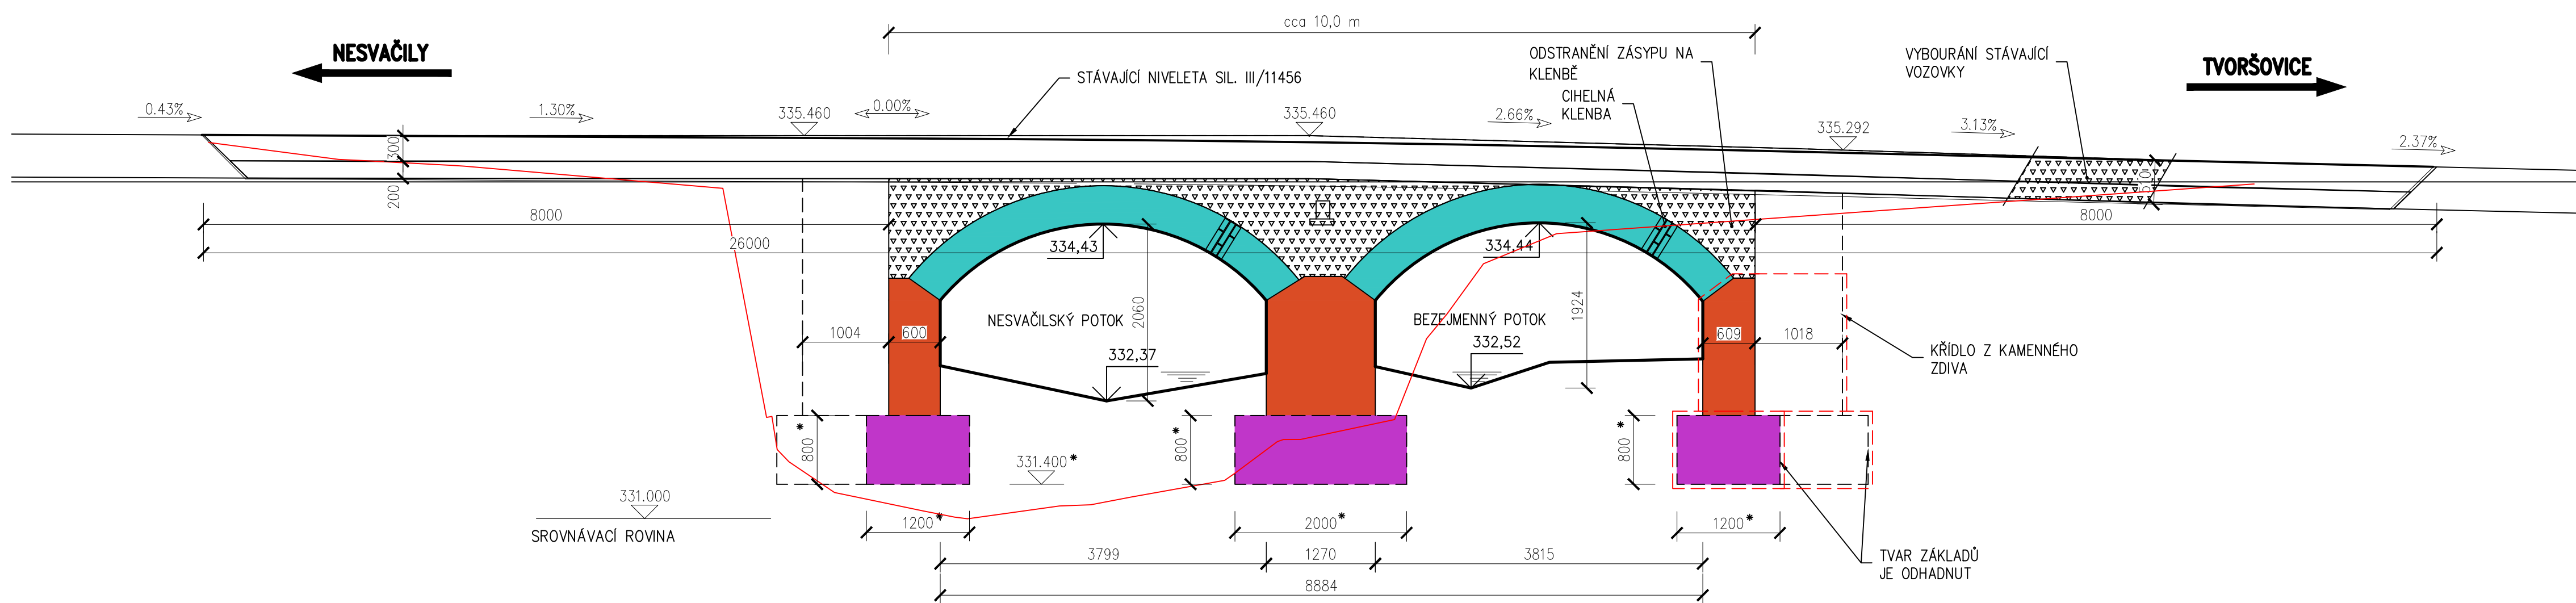 cca 10,0 m
NESVAČILY
ODSTRANĚNÍ ZÁSYPU NA
KLENBĚ
VYBOURÁNÍ STÁVAJÍCÍ
VOZOVKY
TVORŠOVICE
STÁVAJÍCÍ NIVELETA SIL. III/11456
CIHELNÁ
KLENBA
0.43%
1.30%
335.460
0.00%
335.460
2.66%
335.292
3.13%
2.37%
300
200
8000
26000
8000
334,43
334,44
2060
1924
NESVAČILSKÝ POTOK
BEZEJMENNÝ POTOK
1004
600
609
1018
332,37
332,52
KŘÍDLO Z KAMENNÉHO
ZDIVA
800*
800*
800*
331.400*
331.000
SROVNÁVACÍ ROVINA
1200*
2000*
1200*
3799
1270
3815
8884
TVAR ZÁKLADŮ
JE ODHADNUT